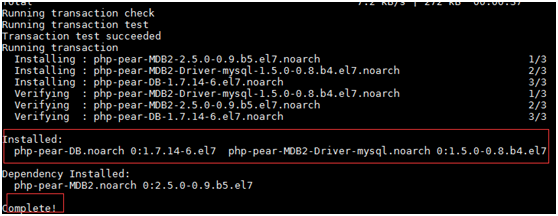 Total 7.2 kB/s | 272 kB 00:00:37
Running transaction check
Running transaction test
Transaction test succeeded
Running transaction
Installing : php-pear-MDB2-2.5.0-0.9.b5.el7.noarch 1/3
Installing : php-pear-MDB2-Driver-mysql-1.5.0-0.8.b4.el7.noarch 2/3
Installing : php-pear-DB-1.7.14-6.el7.noarch 3/3
Verifying : php-pear-MDB2-Driver-mysql-1.5.0-0.8.b4.el7.noarch 1/3
Verifying : php-pear-MDB2-2.5.0-0.9.b5.el7.noarch 2/3
Verifying : php-pear-DB-1.7.14-6.el7.noarch 3/3
Installed:
php-pear-DB.noarch 0:1.7.14-6.el7 php-pear-MDB2-Driver-mysql.noarch 0:1.5.0-0.8.b4.el7
Dependency Installed:
php-pear-MDB2.noarch 0:2.5.0-0.9.b5.el7
Complete!